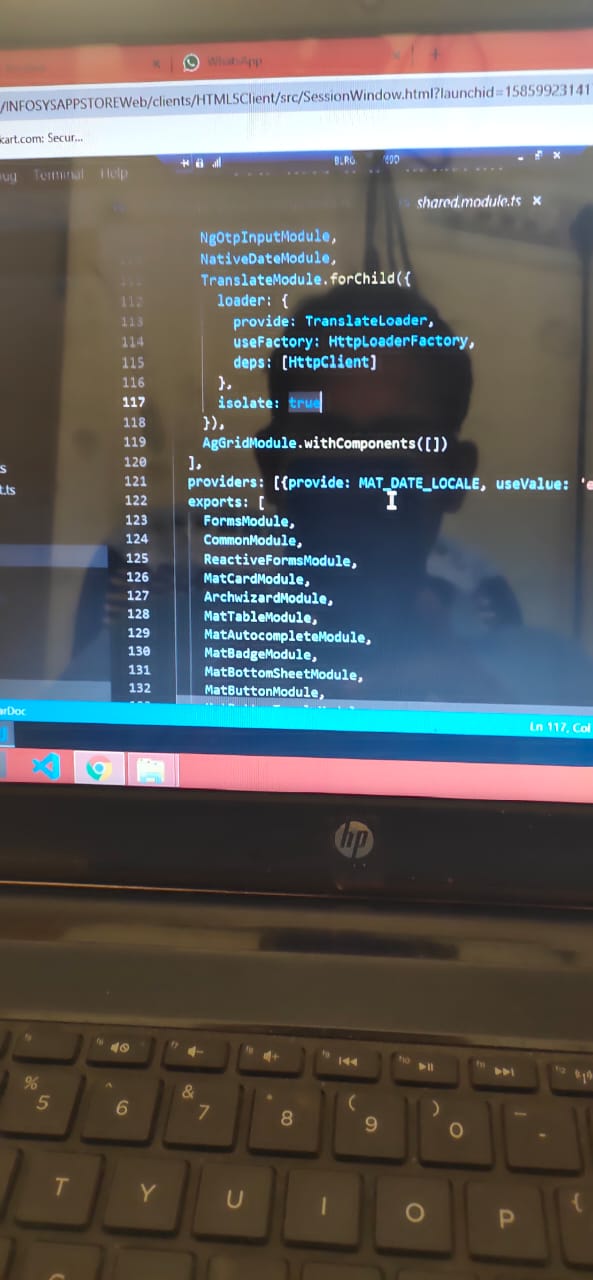 WhatsApp
/INFOSYSAPPSTOREWeb/clients/HTML5Client/src/SessionWindow.html?launchid=15859923141
kart.com: Secur...
ug Terminal Help
BLRG
shared.module.ts ×
NgOtpInputModule,
NativeDateModule,
111 TranslateModule.forChild({
112 loader: {
113 provide: TranslateLoader,
114 useFactory: HttpLoaderFactory,
115 deps: [HttpClient]
116 },
117 isolate: true
118 }),
119 AgGridModule.withComponents([])
120 ],
121 providers: [{provide: MAT_DATE_LOCALE, useValue: 'e
122 exports: [
123 FormsModule,
124 CommonModule,
125 ReactiveFormsModule,
126 MatCardModule,
127 ArchwizardModule,
128 MatTableModule,
129 MatAutocompleteModule,
130 MatBadgeModule,
131 MatBottomSheetModule,
132 MatButtonModule,
s
t.ts
arDoc
Ln 117, Col
hp
% 5 ^ 6 & 7 * 8 ( 9 ) 0 _ -
T Y U I O P {